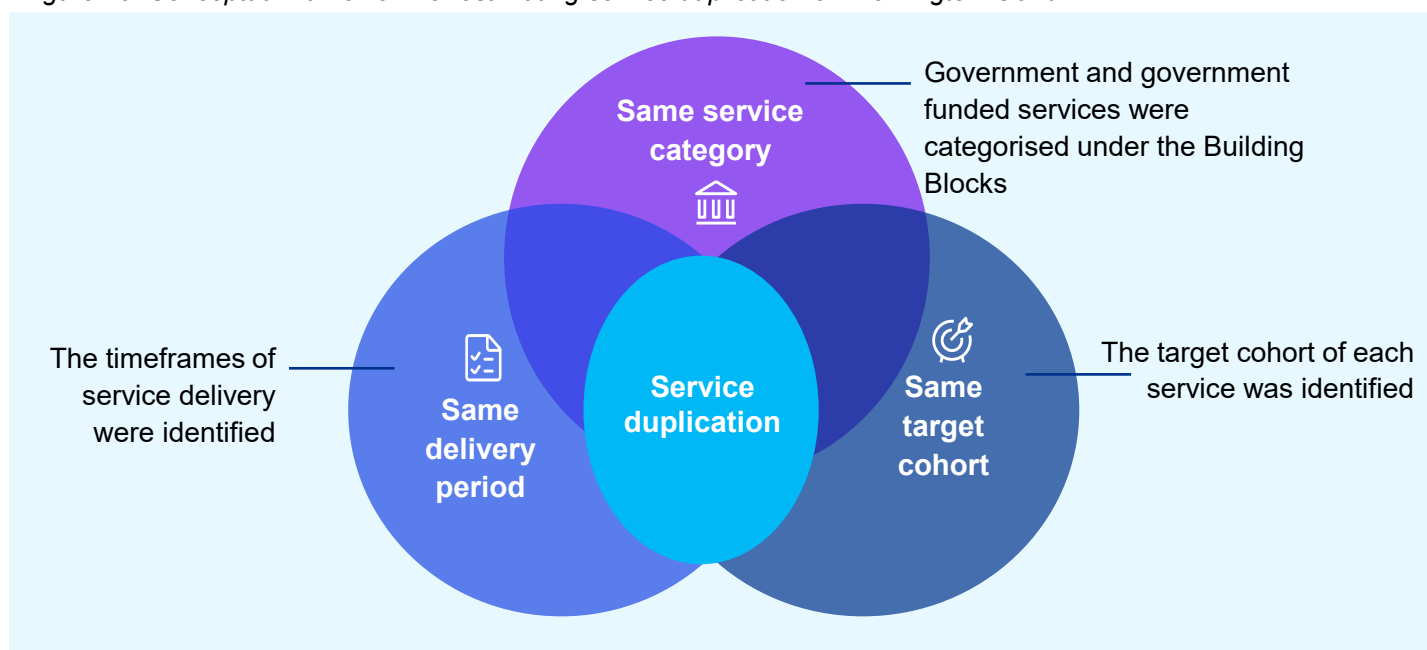 Government and government
funded services were
categorised under the Building
Blocks
Same service
category
The timeframes of
service delivery
were identified
Same
delivery
period
Service
duplication
Same
target
cohort
The target cohort of each
service was identified